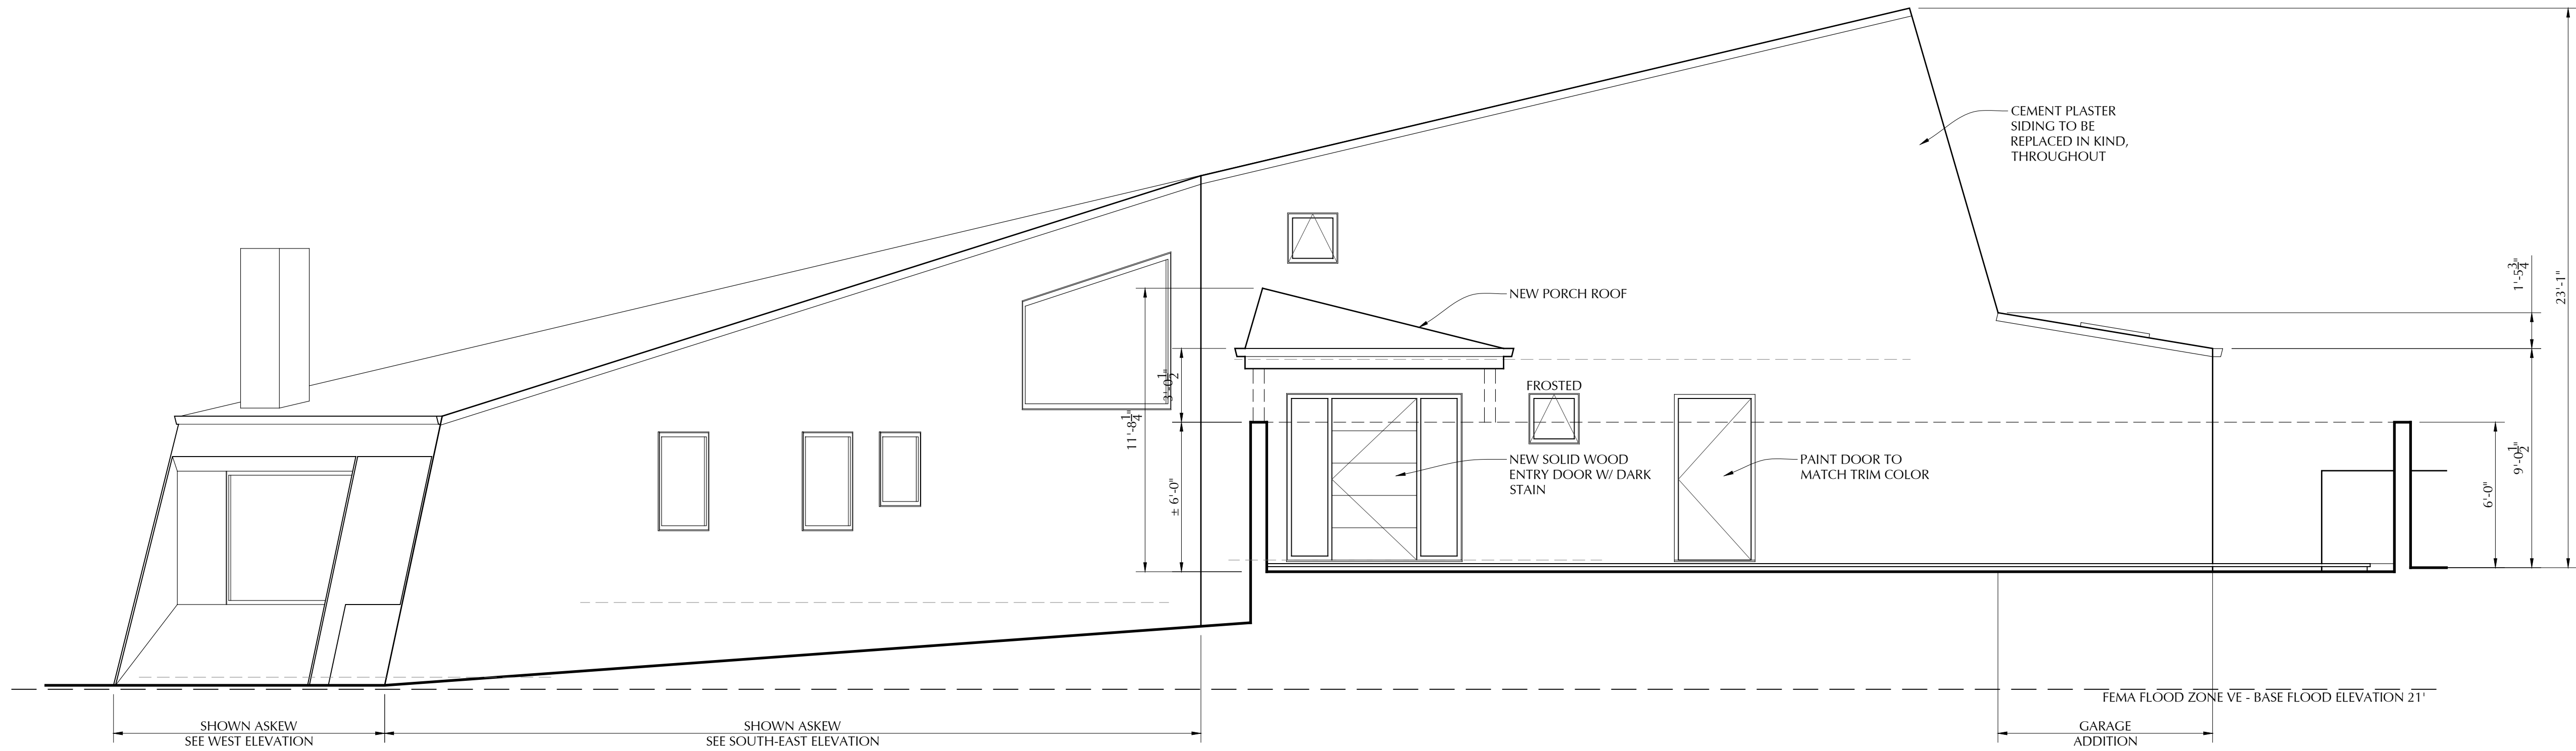 CEMENT PLASTER
SIDING TO BE
REPLACED IN KIND,
THROUGHOUT
23'-1"
1'-5 3/4"
NEW PORCH ROOF
3'-0 1/2"
11'-8 1/4"
FROSTED
NEW SOLID WOOD
ENTRY DOOR W/ DARK
STAIN
PAINT DOOR TO
MATCH TRIM COLOR
± 6'-0"
6'-0"
9'-0 1/2"
FEMA FLOOD ZONE VE - BASE FLOOD ELEVATION 21'
SHOWN ASKEW
SEE WEST ELEVATION
SHOWN ASKEW
SEE SOUTH-EAST ELEVATION
GARAGE
ADDITION